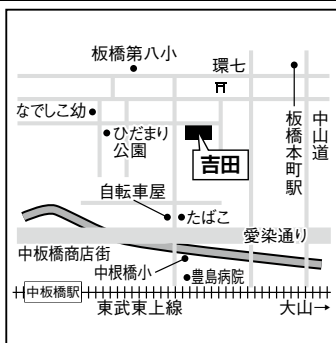 板橋第八小
環七
なでしこ幼
ひだまり
公園
吉田
板橋本町駅
中山道
自転車屋
たばこ
愛染通り
中板橋商店街
中根橋小
豊島病院
中板橋駅
東武東上線
大山→